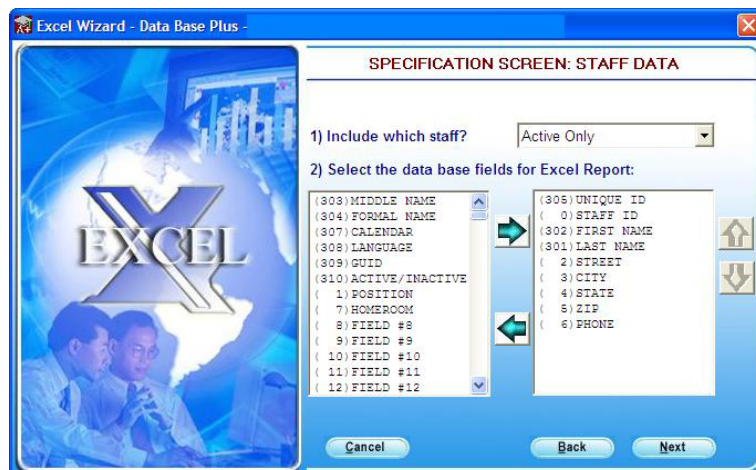 Excel Wizard - Data Base Plus -
SPECIFICATION SCREEN: STAFF DATA
1) Include which staff? Active Only
2) Select the data base fields for Excel Report:
(303)MIDDLE NAME
(304)FORMAL NAME
(307)CALENDAR
(308)LANGUAGE
(309)GUID
(310)ACTIVE/INACTIVE
( 1)POSITION
( 7)HOMEROOM
( 8)FIELD #8
( 9)FIELD #9
( 10)FIELD #10
( 11)FIELD #11
( 12)FIELD #12
(305)UNIQUE ID
( 0)STAFF ID
(302)FIRST NAME
(301)LAST NAME
( 2)STREET
( 3)CITY
( 4)STATE
( 5)ZIP
( 6)PHONE
X
EXCEL
Cancel Back Next